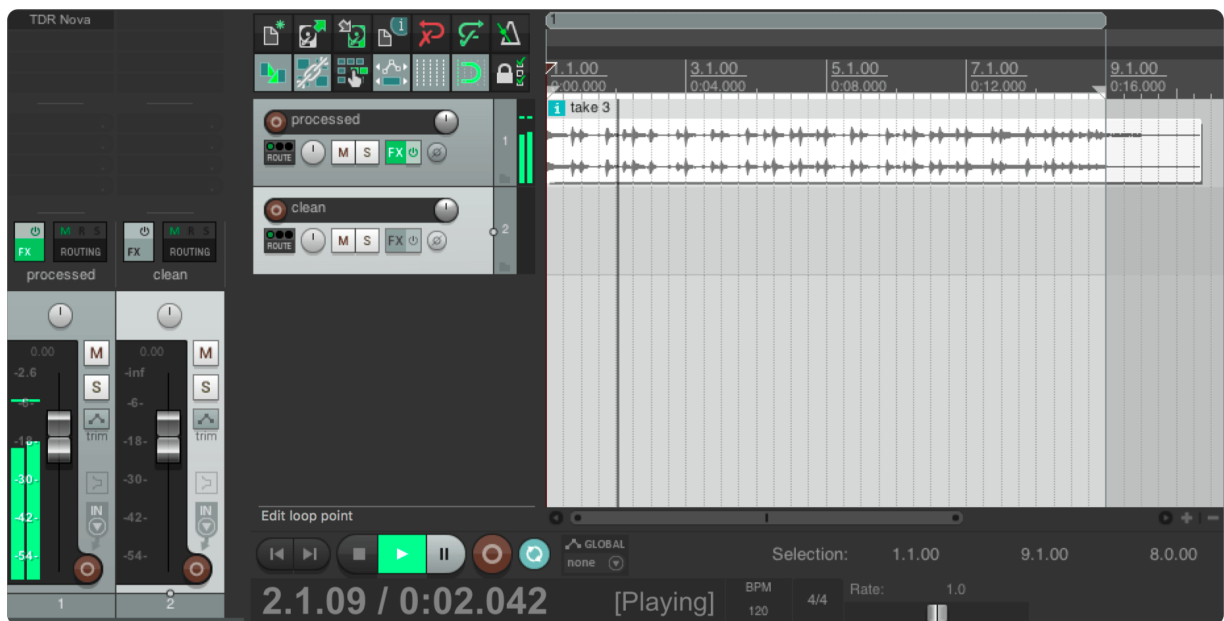 TDR Nova
1
1.1.00 3.1.00 5.1.00 7.1.00 9.1.00
0:00.000 0:04.000 0:08.000 0:12.000 0:16.000
i take 3
processed
1
ROUTE M S FX
clean
2
ROUTE M S FX
FX M R S ROUTING
FX M R S ROUTING
processed clean
0.00 M 0.00 M
-2.6 S -inf S
-6- -6-
-18- trim -18- trim
-30- -30-
-42- IN -42- IN
-54- -54-
1 2
Edit loop point
GLOBAL
none
Selection: 1.1.00 9.1.00 8.0.00
2.1.09 / 0:02.042 [Playing]
BPM
120
4/4
Rate: 1.0